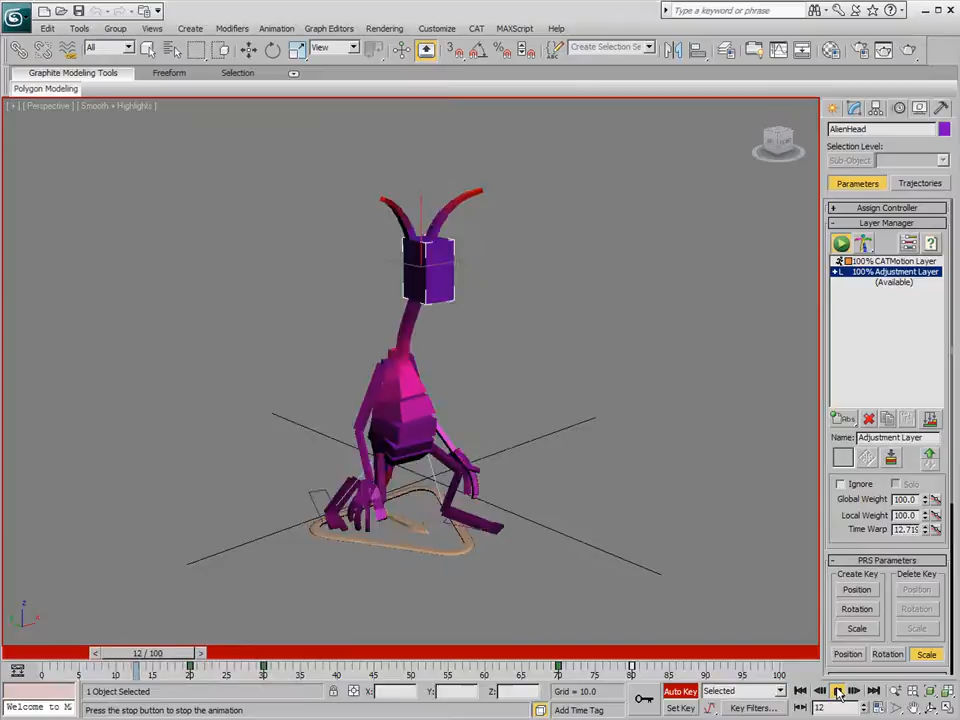 Type a keyword or phrase
Edit Tools Group Views Create Modifiers Animation Graph Editors Rendering Customize CAT MAXScript Help
All View 3 Create Selection Se
Graphite Modeling Tools Freeform Selection
Polygon Modeling
[ + ] [ Perspective ] [ Smooth + Highlights ]
AlienHead
Selection Level:
Sub-Object
Parameters Trajectories
+ Assign Controller
- Layer Manager
100% CATMotion Layer
+ L 100% Adjustment Layer
(Available)
Abs
Name: Adjustment Layer
Ignore Solo
Global Weight 100.0
Local Weight 100.0
Time Warp 12.719
- PRS Parameters
Create Key Delete Key
Position Position
Rotation Rotation
Scale Scale
Position Rotation Scale
z
x
< 12 / 100 >
0 5 10 15 20 25 30 35 40 45 50 55 60 65 70 75 80 85 90 95 100
1 Object Selected X: Y: Z: Grid = 10.0 Auto Key Selected
Welcome to M Press the stop button to stop the animation Add Time Tag Set Key Key Filters... 12